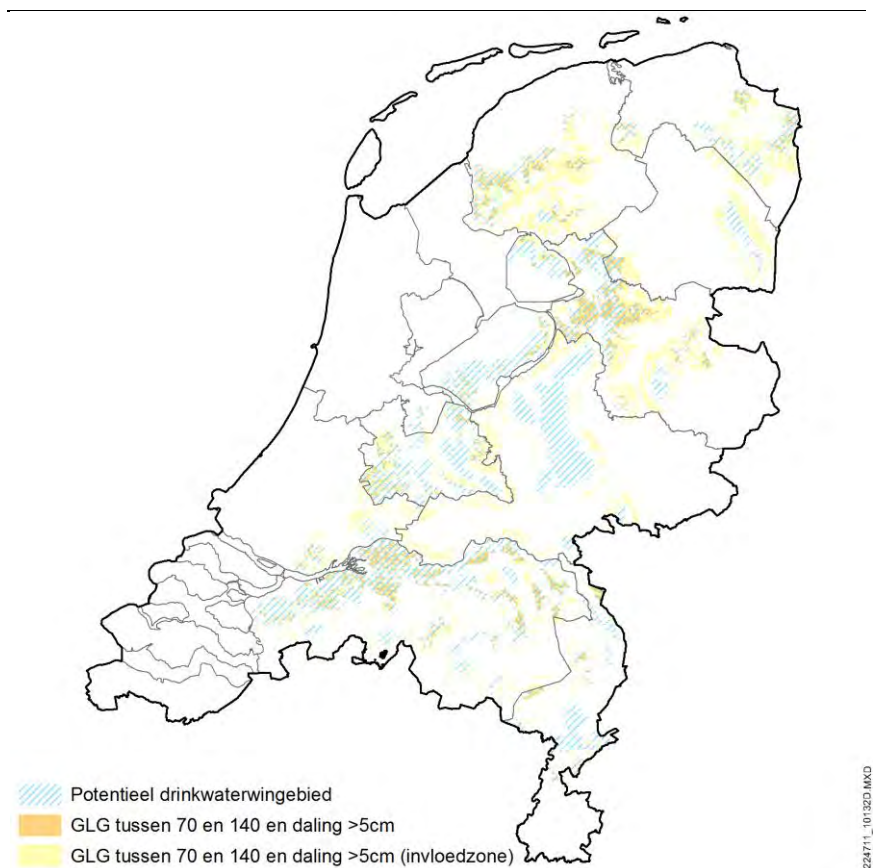 Potentieel drinkwaterwingebied
GLG tussen 70 en 140 en daling >5cm
GLG tussen 70 en 140 en daling >5cm (invloedzone)
224711_10132D.MXD